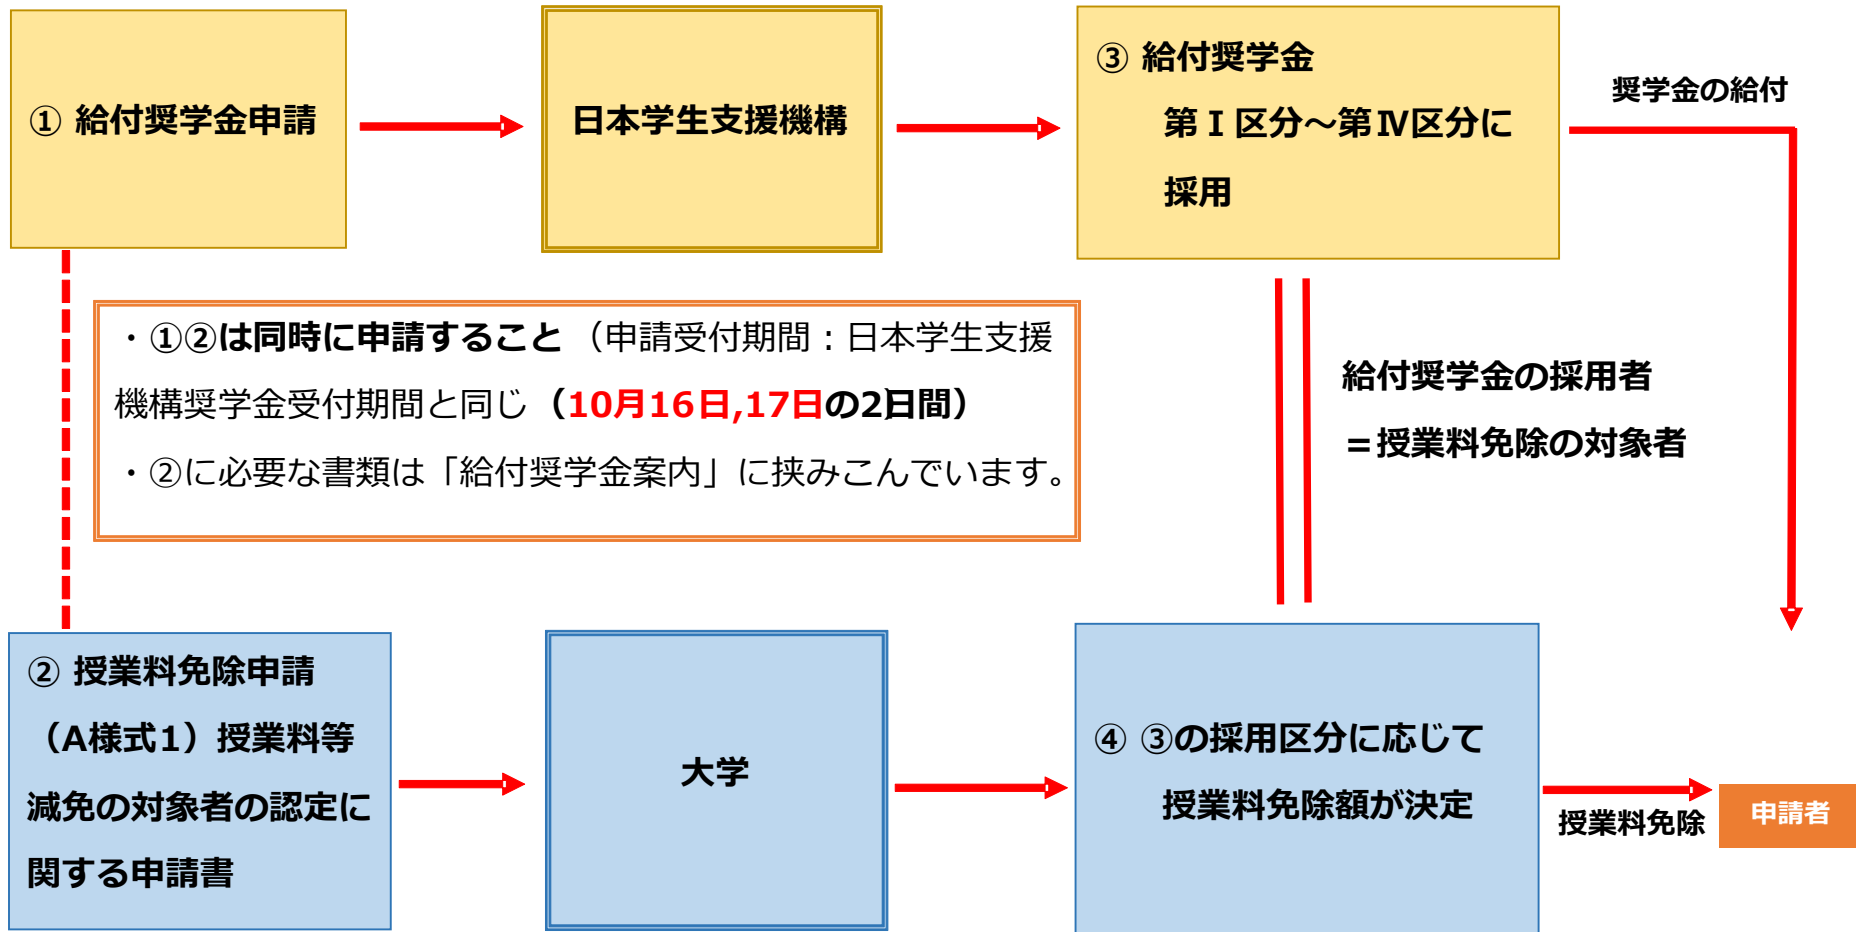 ① 給付奨学金申請
日本学生支援機構
③ 給付奨学金
第Ⅰ区分～第Ⅳ区分に
採用
奨学金の給付
・①②は同時に申請すること（申請受付期間：日本学生支援
機構奨学金受付期間と同じ（10月16日,17日の2日間）
・②に必要な書類は「給付奨学金案内」に挟みこんでいます。
給付奨学金の採用者
＝授業料免除の対象者
② 授業料免除申請
（A様式1）授業料等
減免の対象者の認定に
関する申請書
大学
④ ③の採用区分に応じて
授業料免除額が決定
授業料免除
申請者